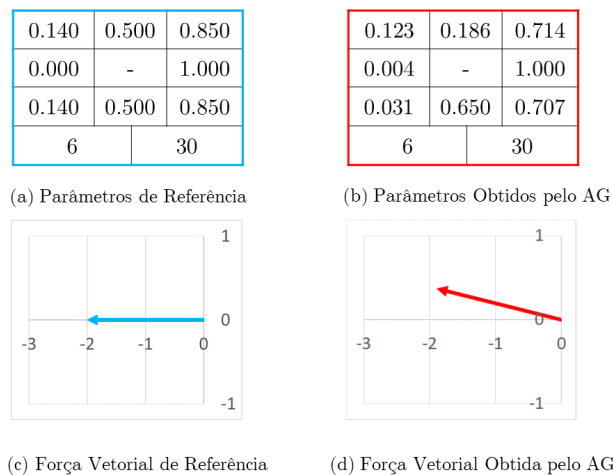 0.140 0.500 0.850
0.000 - 1.000
0.140 0.500 0.850
6 30
(a) Parâmetros de Referência
0.123 0.186 0.714
0.004 - 1.000
0.031 0.650 0.707
6 30
(b) Parâmetros Obtidos pelo AG
1
0
-3 -2 -1 0
-1
(c) Força Vetorial de Referência
1
0
-3 -2 -1 0
-1
(d) Força Vetorial Obtida pelo AG